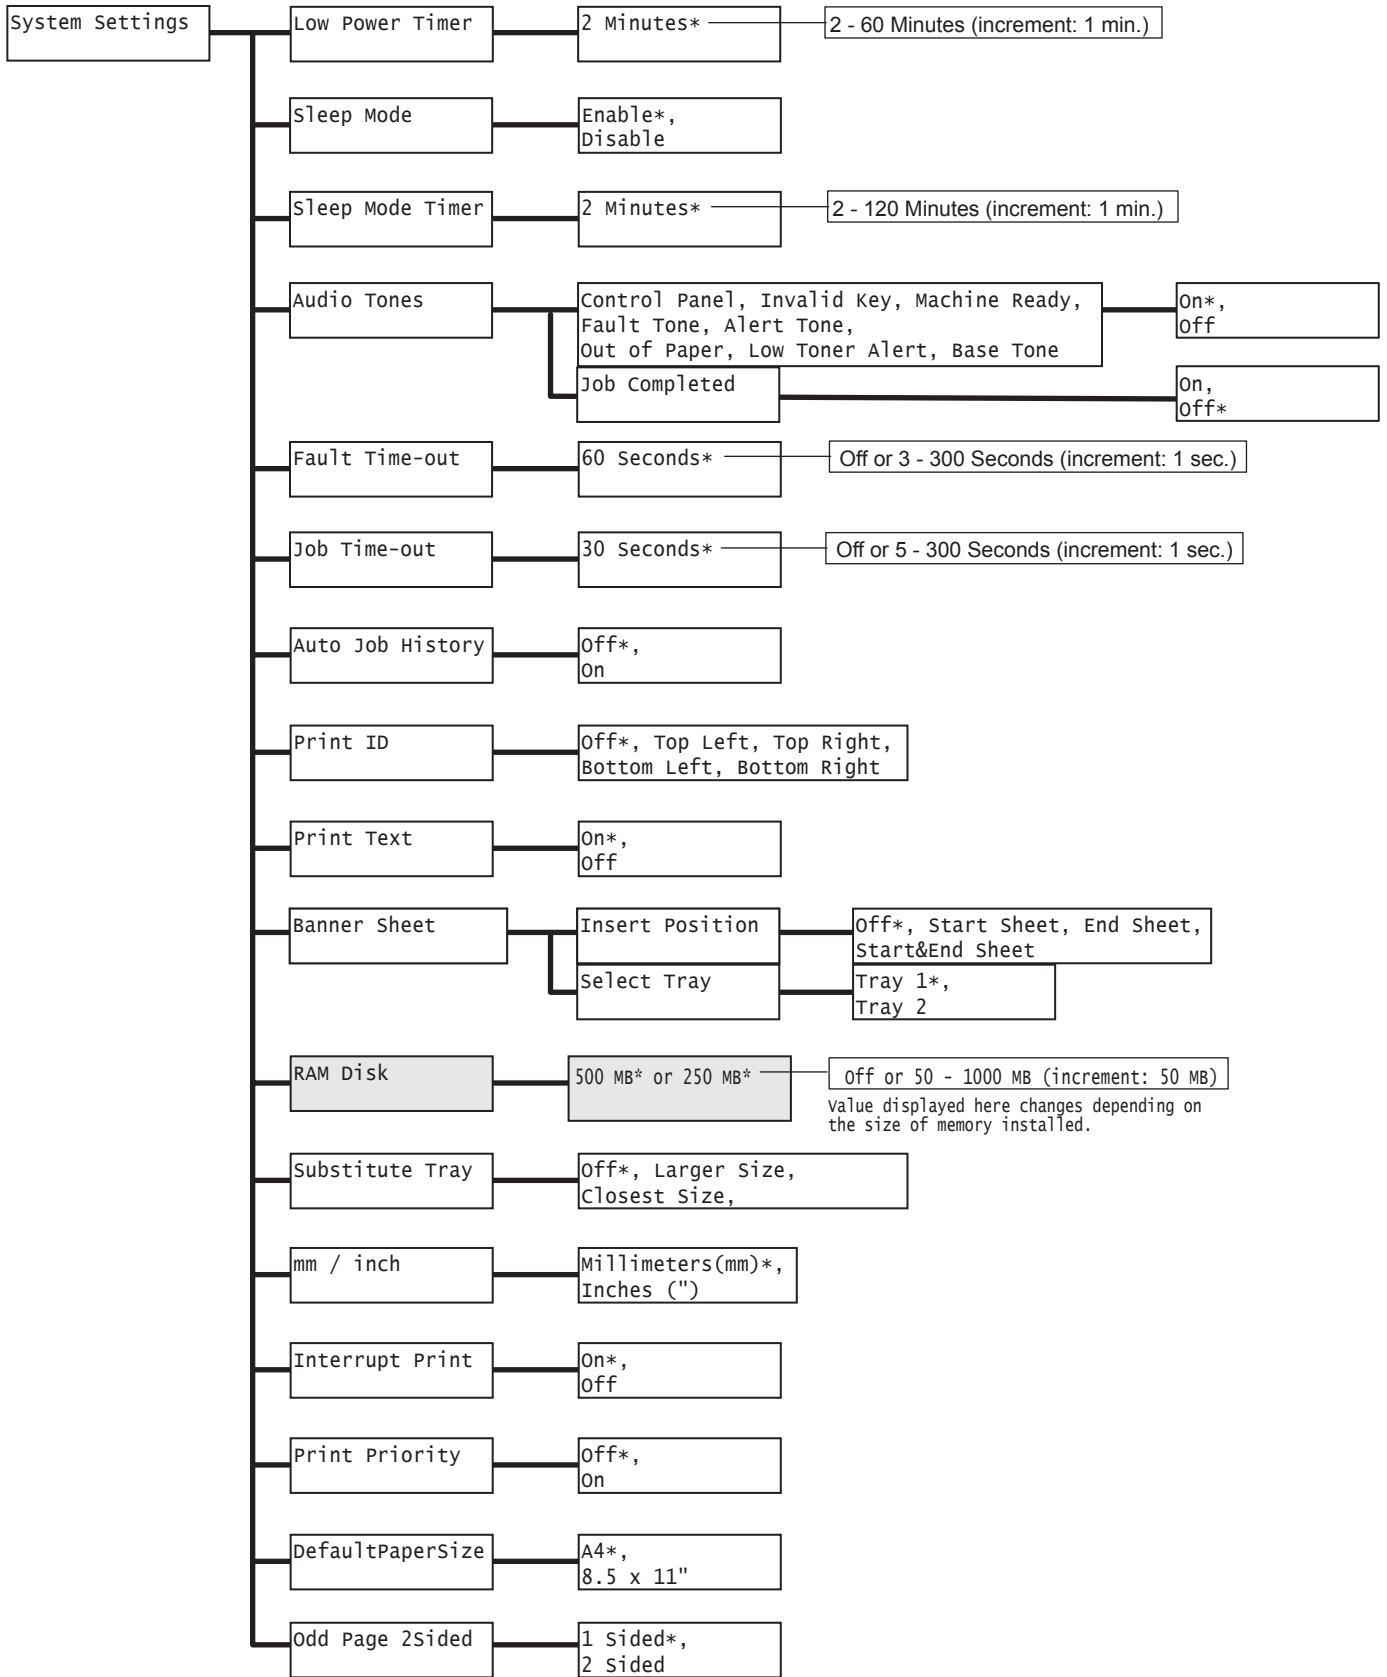 System Settings
Low Power Timer
2 Minutes*
2 - 60 Minutes (increment: 1 min.)
Sleep Mode
Enable*,
Disable
Sleep Mode Timer
2 Minutes*
2 - 120 Minutes (increment: 1 min.)
Audio Tones
Control Panel, Invalid Key, Machine Ready,
Fault Tone, Alert Tone,
Out of Paper, Low Toner Alert, Base Tone
On*,
Off
Job Completed
On,
Off*
Fault Time-out
60 Seconds*
Off or 3 - 300 Seconds (increment: 1 sec.)
Job Time-out
30 Seconds*
Off or 5 - 300 Seconds (increment: 1 sec.)
Auto Job History
Off*,
On
Print ID
Off*, Top Left, Top Right,
Bottom Left, Bottom Right
Print Text
On*,
Off
Banner Sheet
Insert Position
Off*, Start Sheet, End Sheet,
Start&End Sheet
Select Tray
Tray 1*,
Tray 2
RAM Disk
500 MB* or 250 MB*
Off or 50 - 1000 MB (increment: 50 MB)
Value displayed here changes depending on
the size of memory installed.
Substitute Tray
Off*, Larger Size,
Closest Size,
mm / inch
Millimeters(mm)*,
Inches (")
Interrupt Print
On*,
Off
Print Priority
Off*,
On
DefaultPaperSize
A4*,
8.5 x 11"
Odd Page 2Sided
1 Sided*,
2 Sided